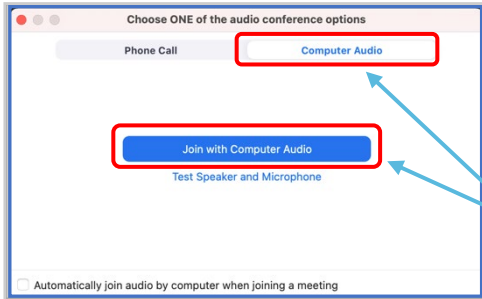 Choose ONE of the audio conference options
Phone Call Computer Audio
Join with Computer Audio
Test Speaker and Microphone
Automatically join audio by computer when joining a meeting